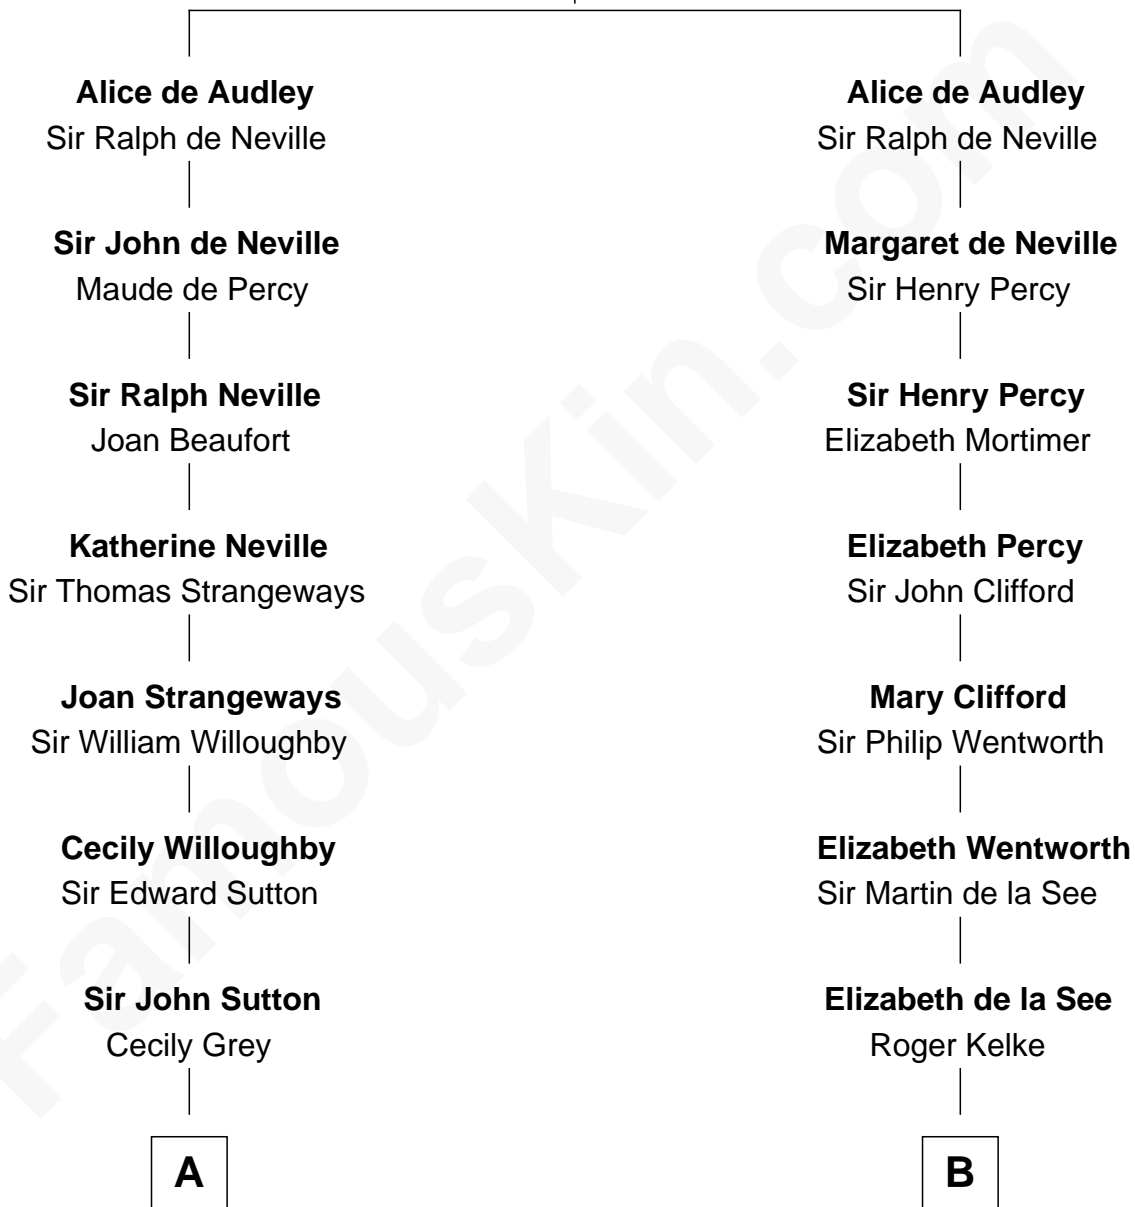 Alice de Audley
Sir Ralph de Neville
Alice de Audley
Sir Ralph de Neville
Sir John de Neville
Maude de Percy
Margaret de Neville
Sir Henry Percy
Sir Ralph Neville
Joan Beaufort
Sir Henry Percy
Elizabeth Mortimer
Katherine Neville
Sir Thomas Strangeways
Elizabeth Percy
Sir John Clifford
Joan Strangeways
Sir William Willoughby
Mary Clifford
Sir Philip Wentworth
Cecily Willoughby
Sir Edward Sutton
Elizabeth Wentworth
Sir Martin de la See
Sir John Sutton
Cecily Grey
Elizabeth de la See
Roger Kelke
A
B
FamousKin.com